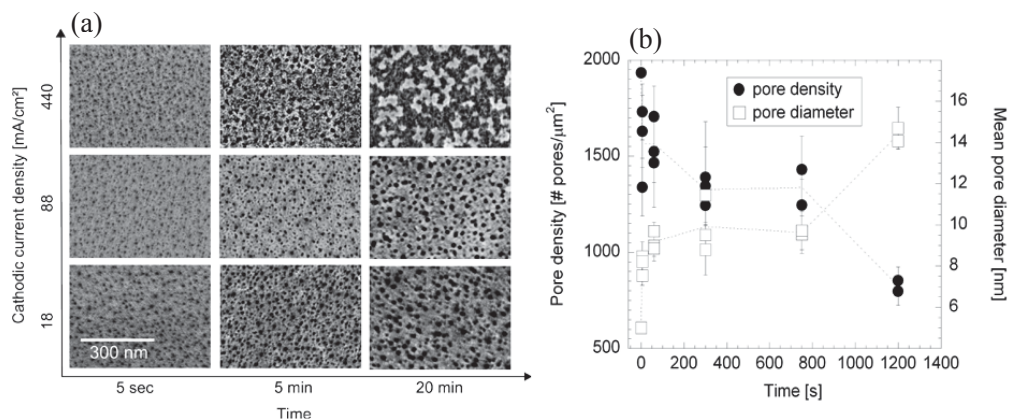 (a)
Cathodic current density [mA/cm²]
440
88
18
300 nm
5 sec
5 min
20 min
Time
(b)
Pore density [# pores/μm²]
2000
1500
1000
500
pore density
pore diameter
16
14
12
10
8
6
Mean pore diameter [nm]
0
200
400
600
800
1000
1200
1400
Time [s]